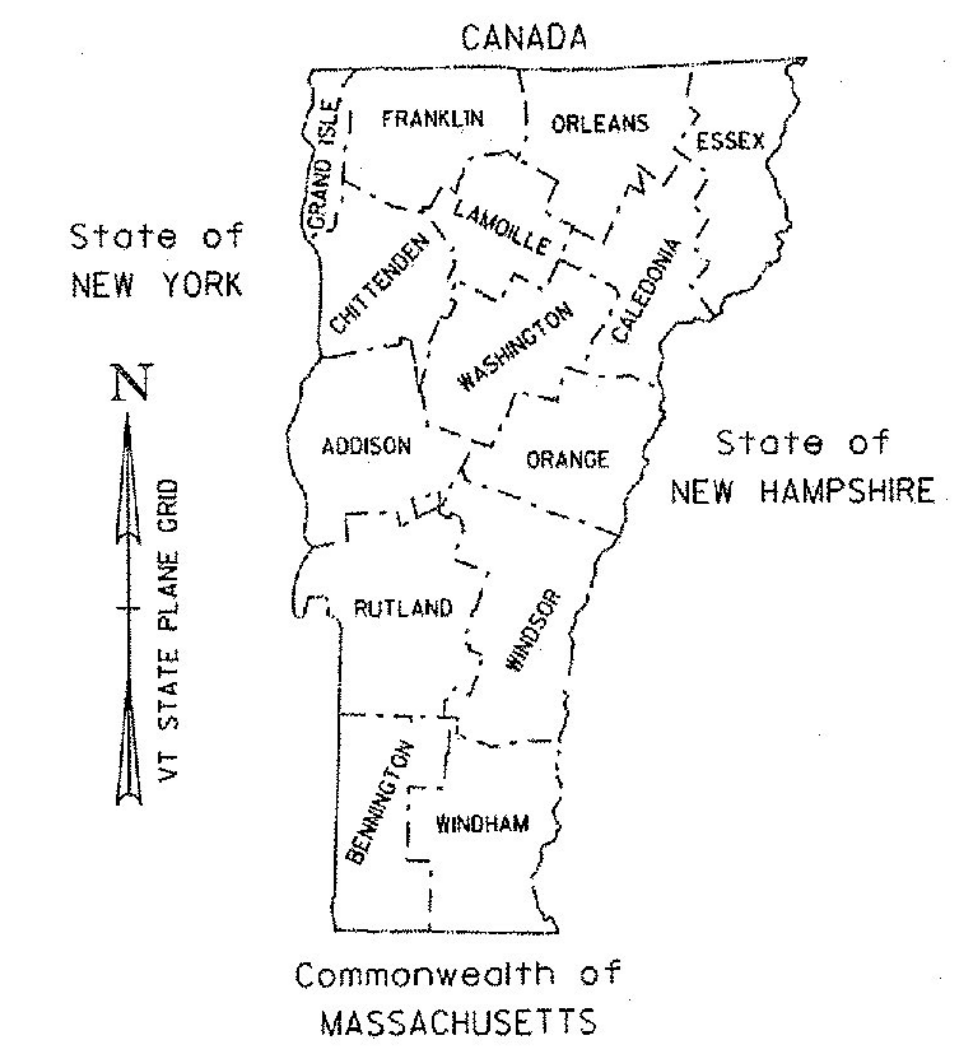 CANADA
GRAND ISLE
FRANKLIN
ORLEANS
ESSEX
LAMOILLE
State of
NEW YORK
CHITTENDEN
CALEDONIA
WASHINGTON
N
ADDISON
ORANGE
State of
NEW HAMPSHIRE
VT STATE PLANE GRID
RUTLAND
WINDSOR
BENNINGTON
WINDHAM
Commonwealth of
MASSACHUSETTS